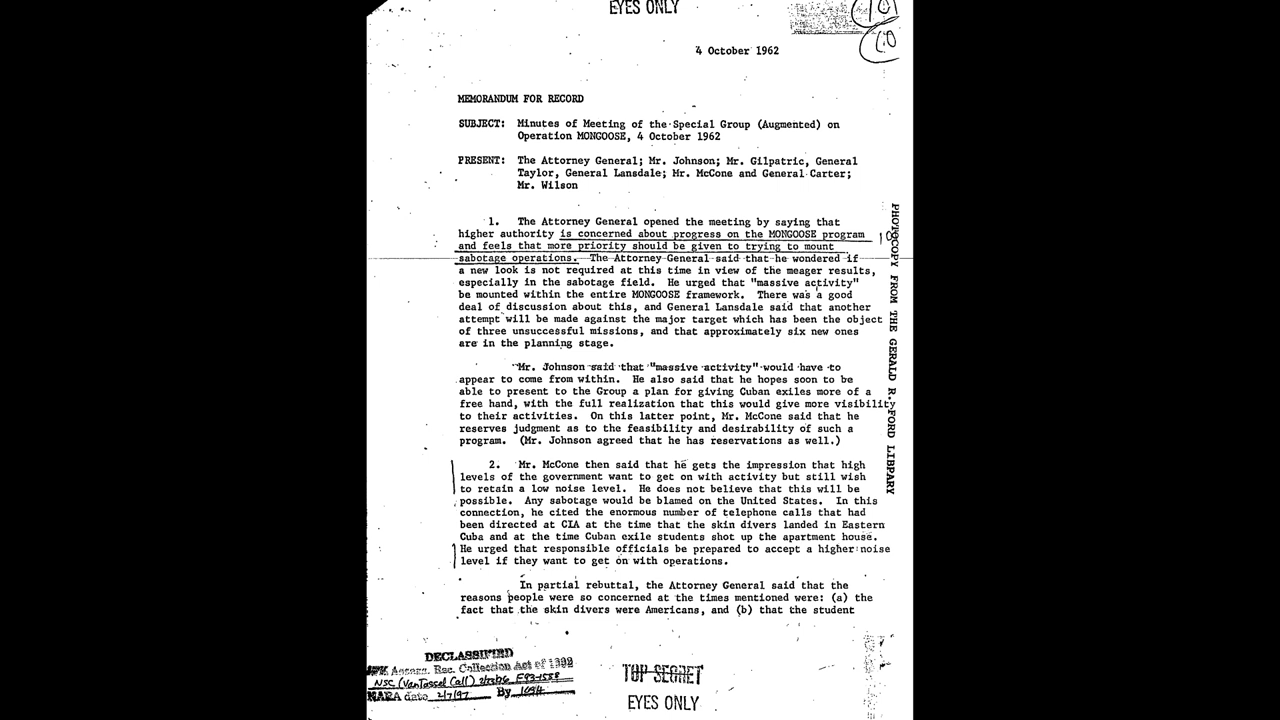 EYES ONLY
4 October 1962
MEMORANDUM FOR RECORD
SUBJECT: Minutes of Meeting of the Special Group (Augmented) on
Operation MONGOOSE, 4 October 1962
PRESENT: The Attorney General; Mr. Johnson; Mr. Gilpatric, General
Taylor, General Lansdale; Mr. McCone and General Carter;
Mr. Wilson
1. The Attorney General opened the meeting by saying that
higher authority is concerned about progress on the MONGOOSE program
and feels that more priority should be given to trying to mount
sabotage operations. The Attorney General said that he wondered if
a new look is not required at this time in view of the meager results,
especially in the sabotage field. He urged that "massive activity"
be mounted within the entire MONGOOSE framework. There was a good
deal of discussion about this, and General Lansdale said that another
attempt will be made against the major target which has been the object
of three unsuccessful missions, and that approximately six new ones
are in the planning stage.
Mr. Johnson said that "massive activity" would have to
appear to come from within. He also said that he hopes soon to be
able to present to the Group a plan for giving Cuban exiles more of a
free hand, with the full realization that this would give more visibility
to their activities. On this latter point, Mr. McCone said that he
reserves judgment as to the feasibility and desirability of such a
program. (Mr. Johnson agreed that he has reservations as well.)
2. Mr. McCone then said that he gets the impression that high
levels of the government want to get on with activity but still wish
to retain a low noise level. He does not believe that this will be
possible. Any sabotage would be blamed on the United States. In this
connection, he cited the enormous number of telephone calls that had
been directed at CIA at the time that the skin divers landed in Eastern
Cuba and at the time Cuban exile students shot up the apartment house.
He urged that responsible officials be prepared to accept a higher noise
level if they want to get on with operations.
In partial rebuttal, the Attorney General said that the
reasons people were so concerned at the times mentioned were: (a) the
fact that the skin divers were Americans, and (b) that the student
PHOTOCOPY FROM THE GERALD R. FORD LIBRARY
DECLASSIFIED
Rec. Collection Act of 1992
NSC
NARA date 2/7/97 By
TOP SECRET
EYES ONLY